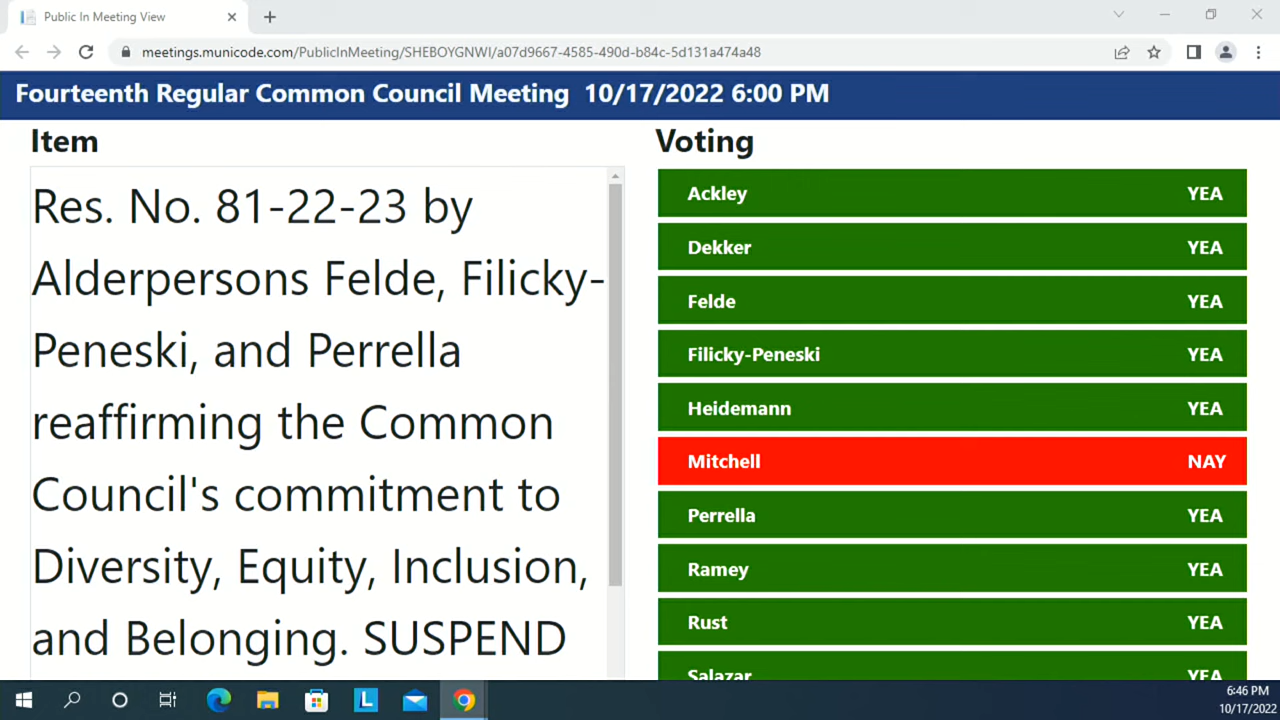 Public In Meeting View
meetings.municode.com/PublicInMeeting/SHEBOYGNWI/a07d9667-4585-490d-b84c-5d131a474a48
Fourteenth Regular Common Council Meeting 10/17/2022 6:00 PM
Item
Res. No. 81-22-23 by
Alderpersons Felde, Filicky-
Peneski, and Perrella
reaffirming the Common
Council's commitment to
Diversity, Equity, Inclusion,
and Belonging. SUSPEND
Voting
Ackley YEA
Dekker YEA
Felde YEA
Filicky-Peneski YEA
Heidemann YEA
Mitchell NAY
Perrella YEA
Ramey YEA
Rust YEA
Salazar YEA
L
6:46 PM
10/17/2022